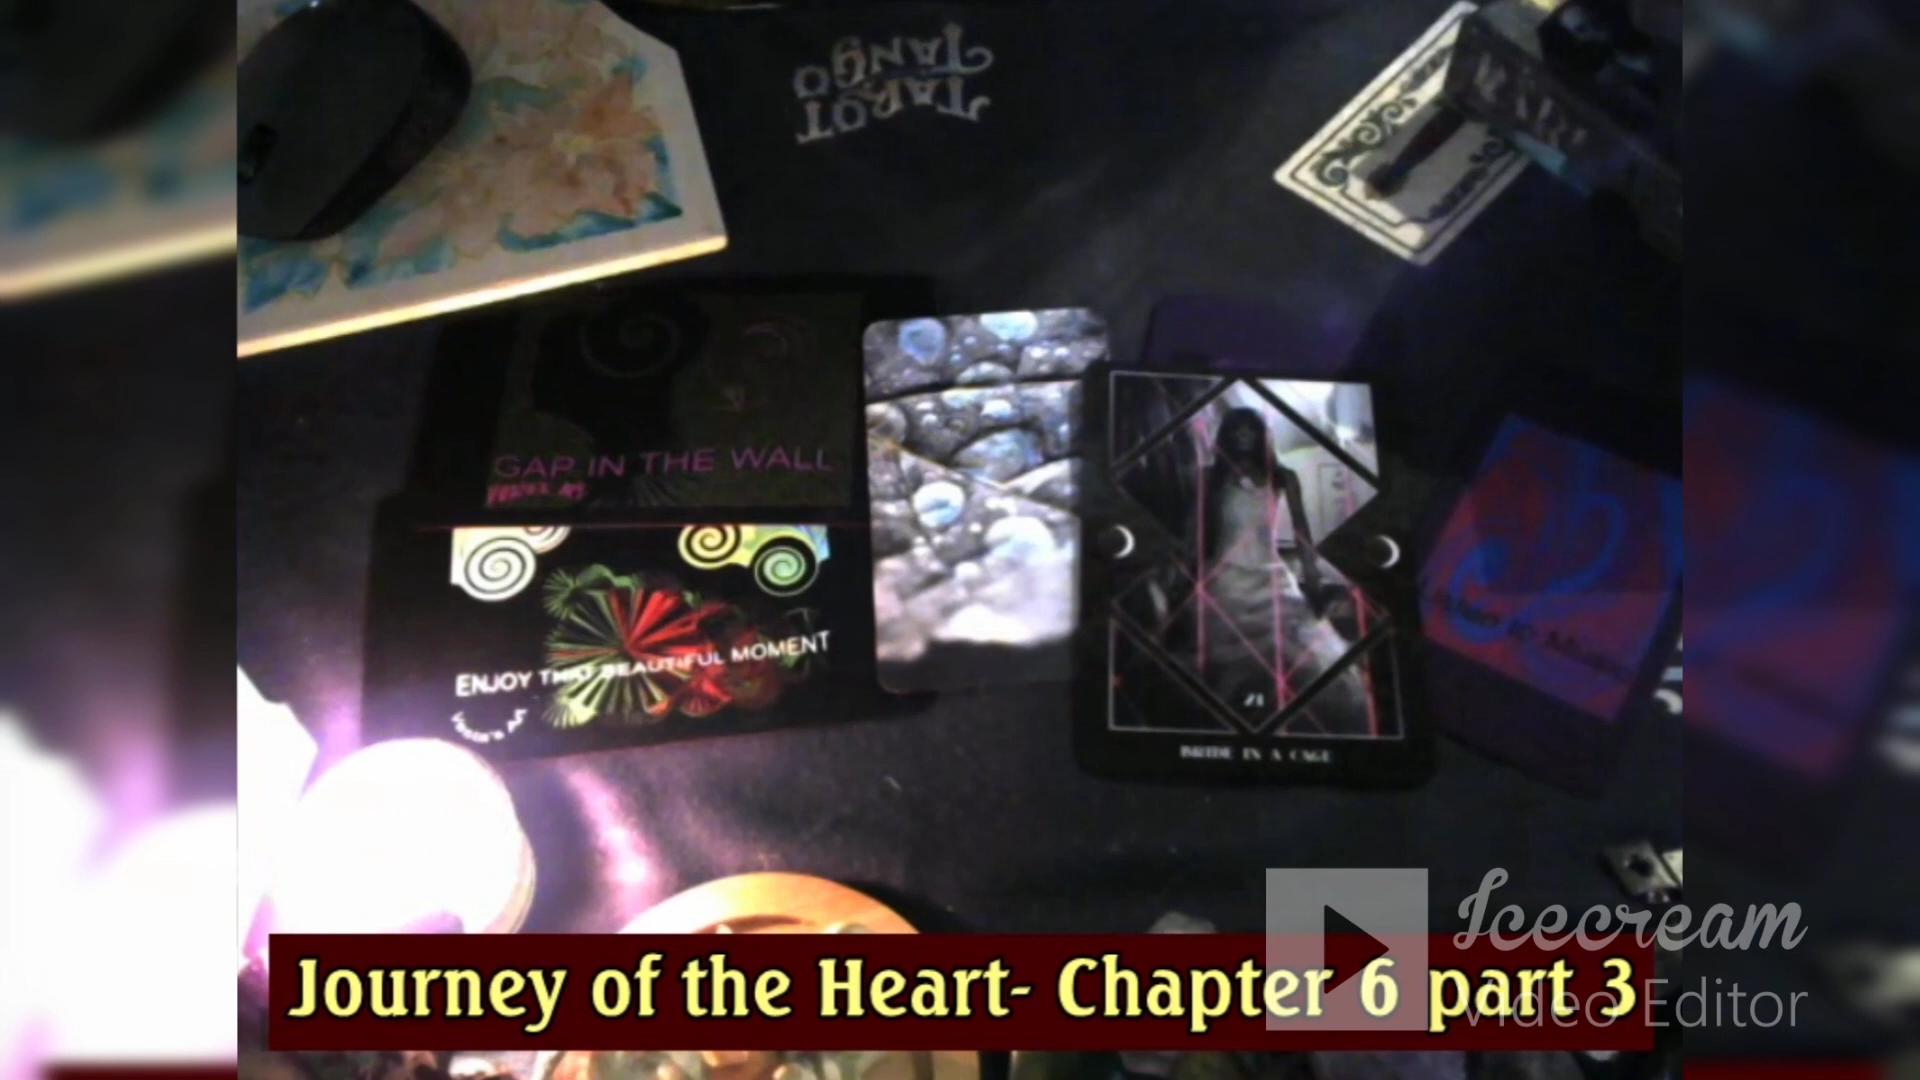 TAROT
TANGO
GAP IN THE WALL
ENJOY THIS BEAUTIFUL MOMENT
BRIDE IN A CAGE
Journey of the Heart- Chapter 6 part 3
Icecream
Video Editor